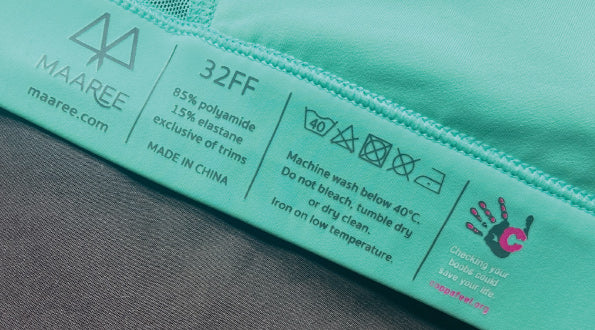 MAAREE
maaree.com
32FF
85% polyamide
15% elastane
exclusive of trims
MADE IN CHINA
40
Machine wash below 40°C.
Do not bleach, tumble dry
or dry clean.
Iron on low temperature.
C
Checking your
boobs could
save your life.
coppafeel.org